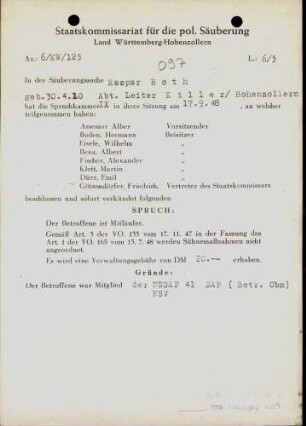 Staatskommissariat für die pol. Säuberung
Land Württemberg-Hohenzollern
Az.: 6/KW/125
L.: 6/5
097
In der Säuberungssache Kaspar Roth
geb.30.4.10 Abt. Leiter Killer/Hohenzollern
hat die Spruchkammer IX in ihrer Sitzung am 17.9.48 , an welcher
teilgenommen haben:
Assessor Alber Vorsitzender
Boden, Hermann Beisitzer
Eisele, Wilhelm „
Benz, Albert „
Fischer, Alexander „
Klett, Martin „
Dürr, Emil „
Götzendörfer, Friedrich, Vertreter des Staatskommissars
beschlossen und sofort verkündet folgenden
SPRUCH:
Der Betroffene ist Mitläufer.
Gemäß Art. 3 der VO. 133 vom 17. 11. 47 in der Fassung des
Art. 1 der VO. 165 vom 13. 7. 48 werden Sühnemaßnahmen nicht
angeordnet.
Es wird eine Verwaltungsgebühr von DM 20.-- erhoben.
Gründe:
Der Betroffene war Mitglied der NSDAP 41 DAF ( Betr. Obm)
NSV